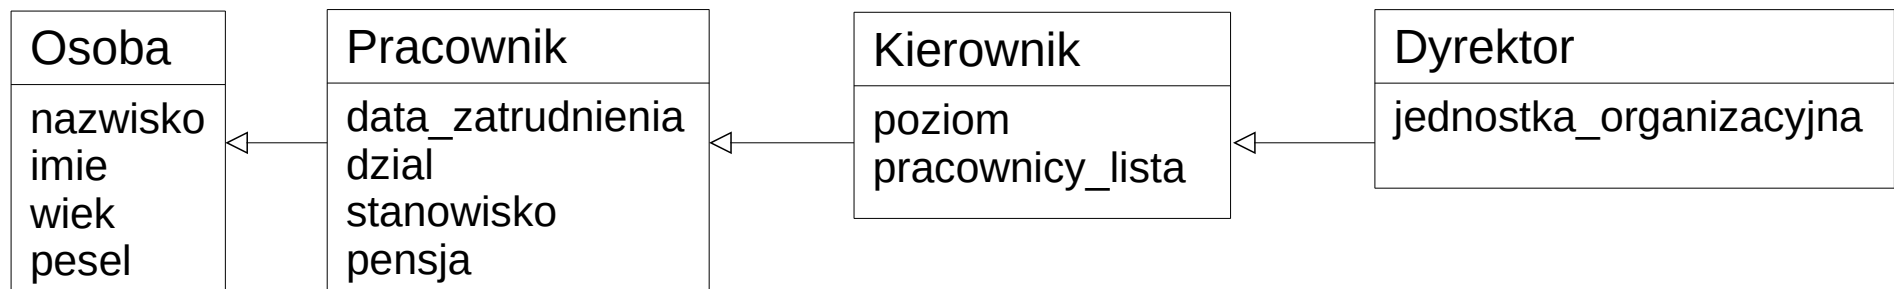 Osoba
nazwisko
imie
wiek
pesel
Pracownik
data_zatrudnienia
dzial
stanowisko
pensja
Kierownik
poziom
pracownicy_lista
Dyrektor
jednostka_organizacyjna